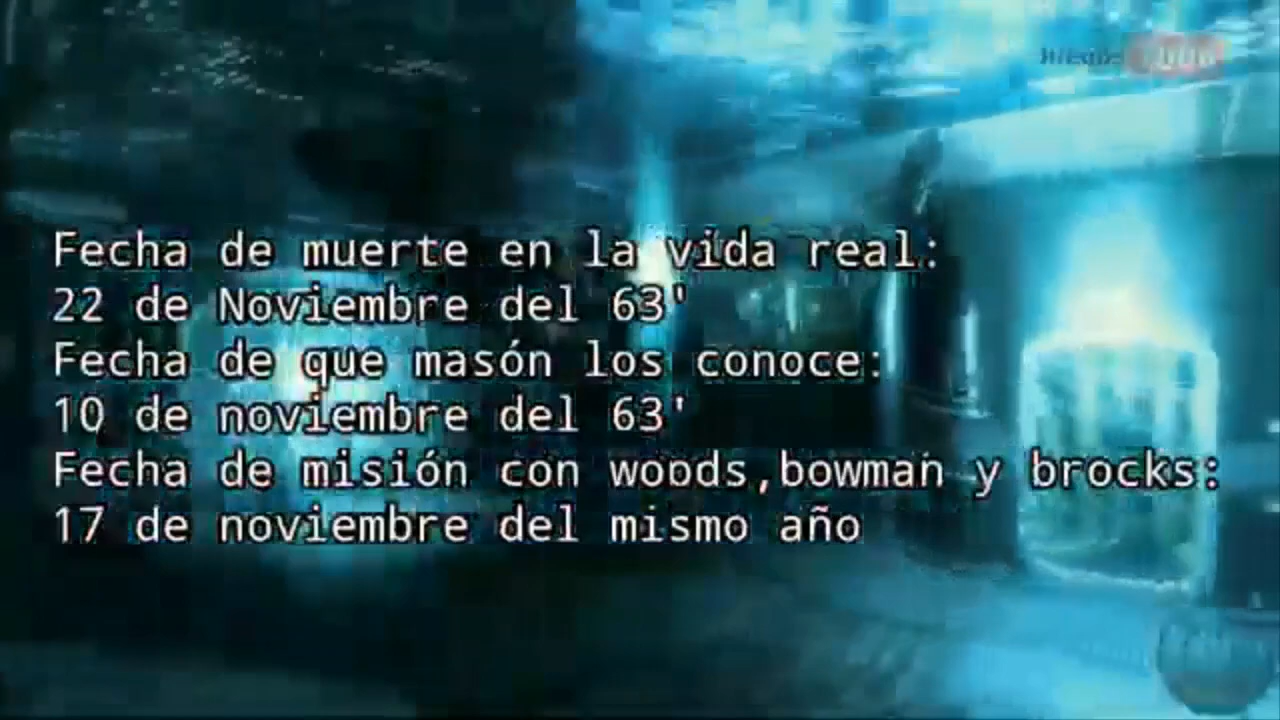 Fecha de muerte en la vida real:
22 de Noviembre del 63'
Fecha de que masón los conoce:
10 de noviembre del 63'
Fecha de misión con woods,bowman y brocks:
17 de noviembre del mismo año